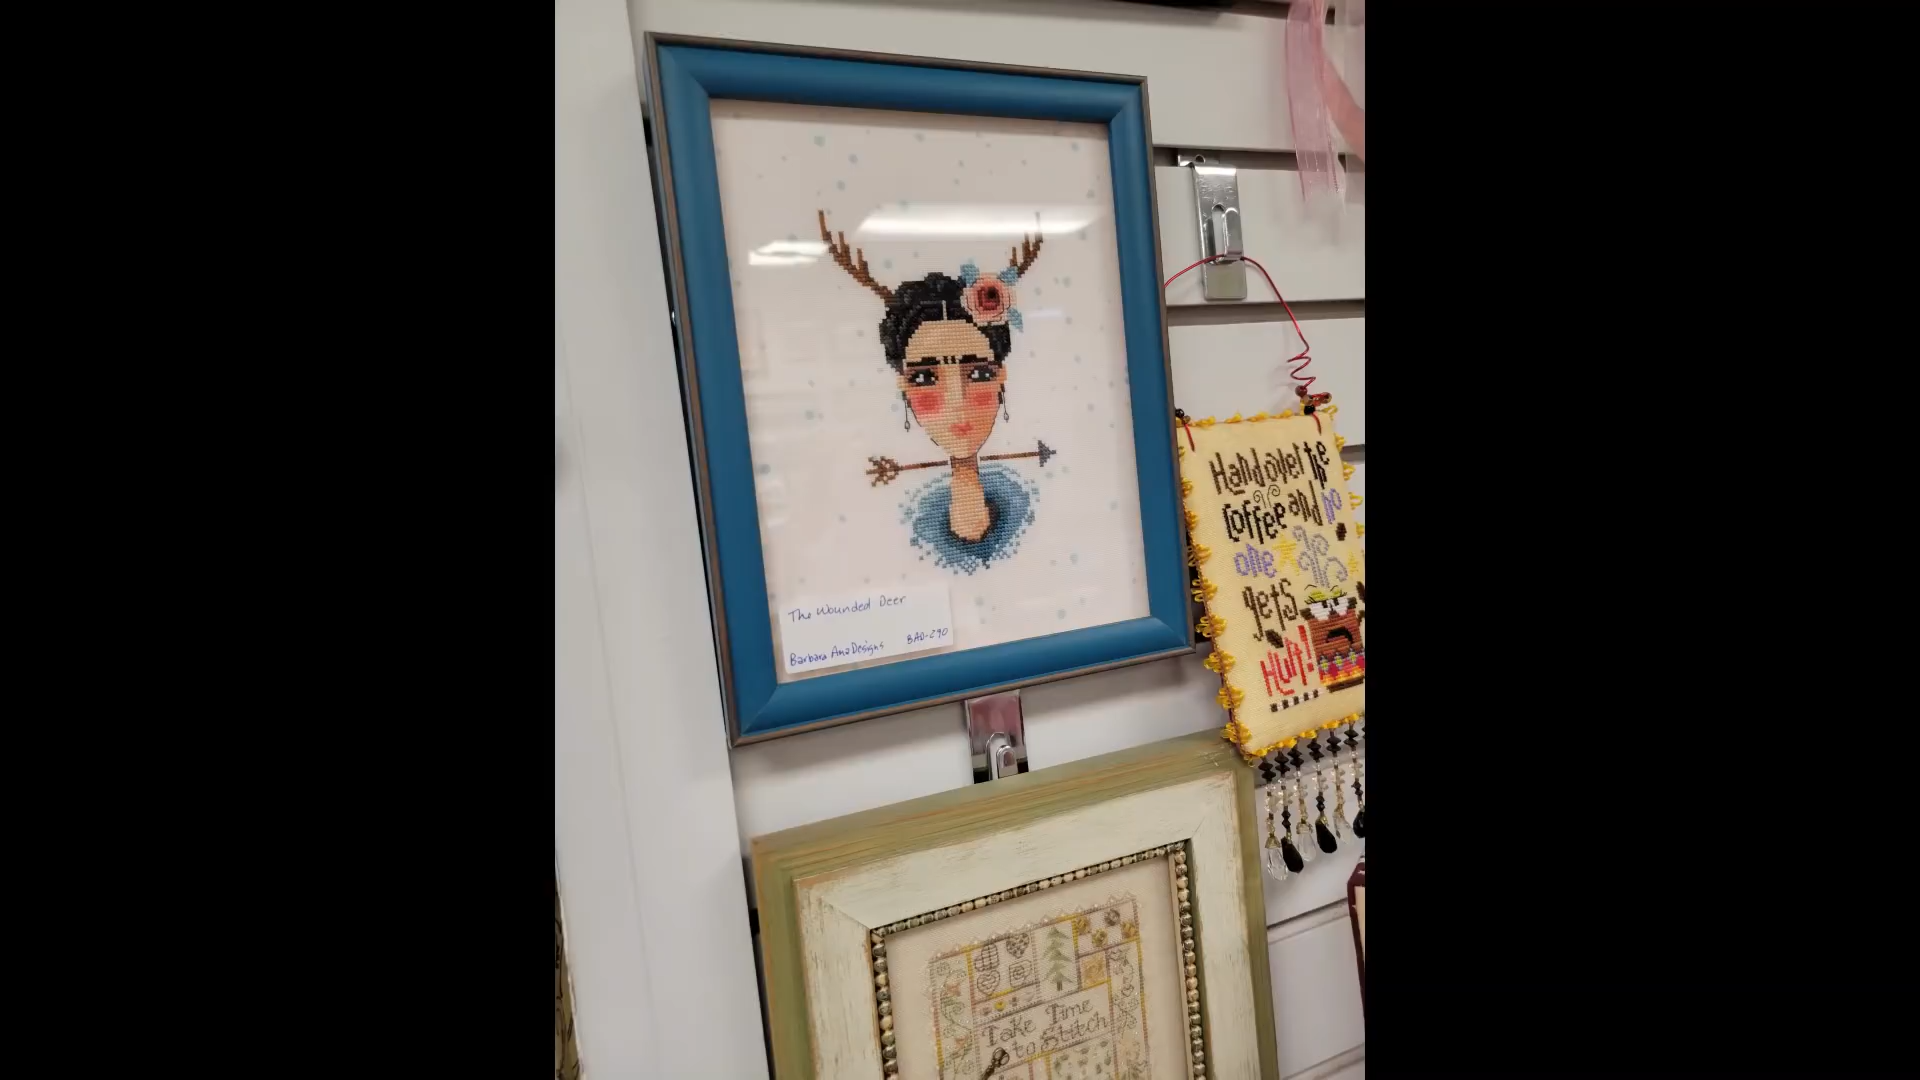 The Wounded Deer
Barbara Ana Designs BAD-290
Hand over the
Coffee and no
one
gets
Hurt!
Take Time
to Stitch